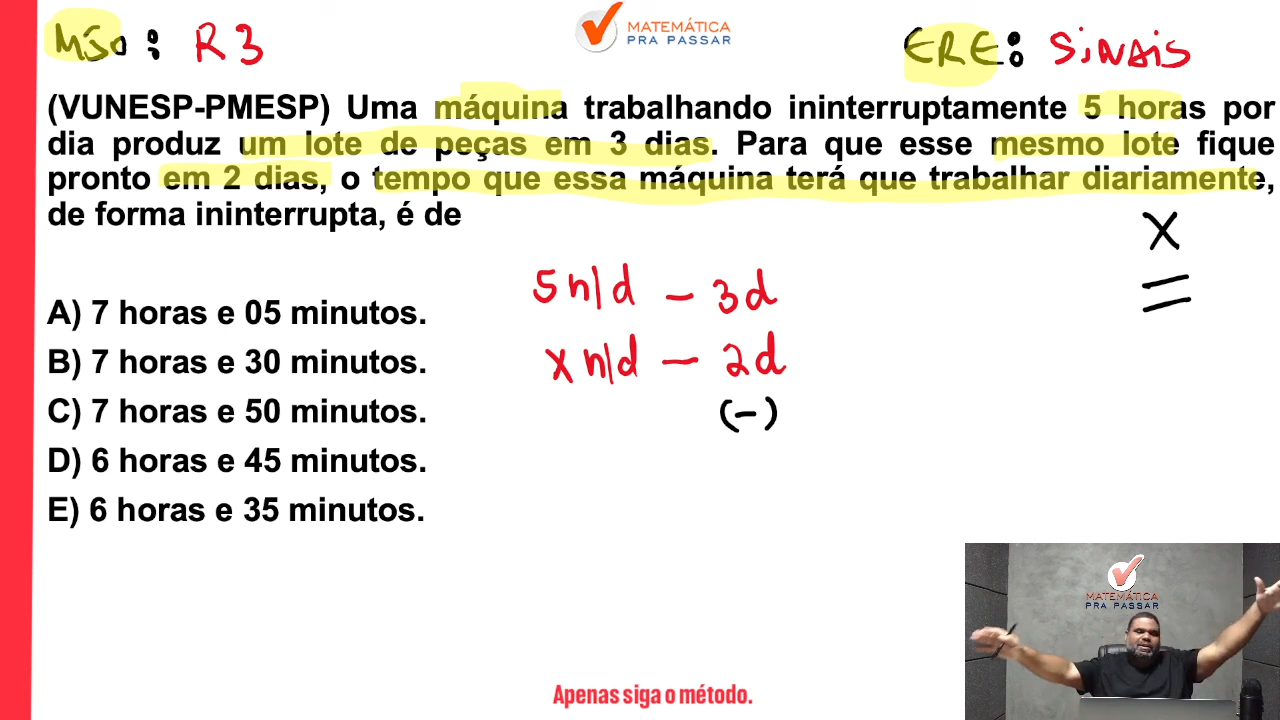 MSO: R3
MATEMÁTICA
PRA PASSAR
ERE: SINAIS
(VUNESP-PMESP) Uma máquina trabalhando ininterruptamente 5 horas por
dia produz um lote de peças em 3 dias. Para que esse mesmo lote fique
pronto em 2 dias, o tempo que essa máquina terá que trabalhar diariamente,
de forma ininterrupta, é de
X
=
5 h/d - 3d
x h/d - 2d
(-)
A) 7 horas e 05 minutos.
B) 7 horas e 30 minutos.
C) 7 horas e 50 minutos.
D) 6 horas e 45 minutos.
E) 6 horas e 35 minutos.
MATEMÁTICA
PRA PASSAR
Apenas siga o método.